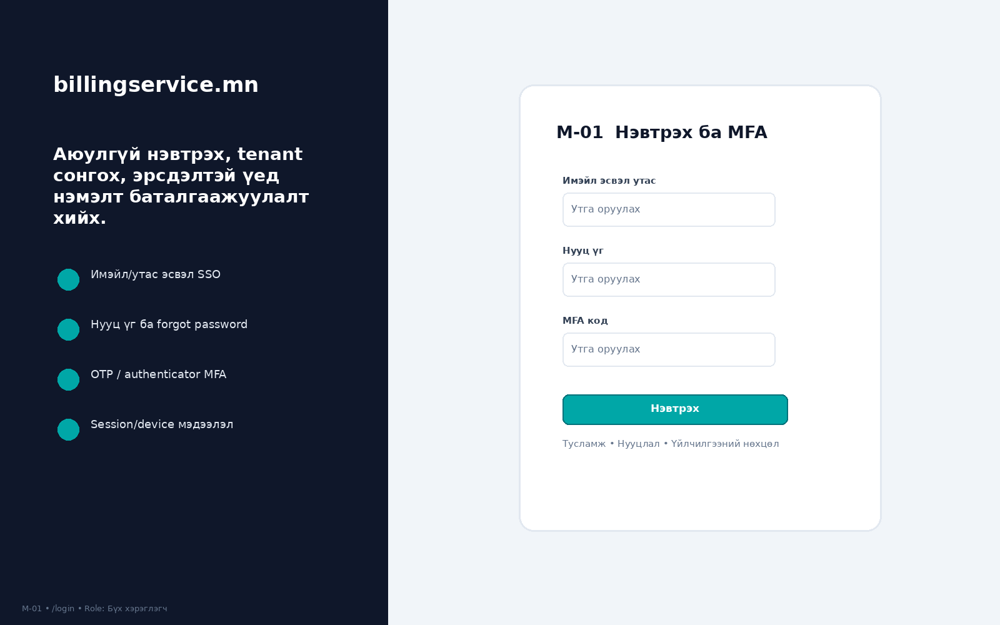 billingservice.mn
Аюулгүй нэвтрэх, tenant
сонгох, эрсдэлтэй үед
нэмэлт баталгаажуулалт
хийх.
Имэйл/утас эсвэл SSO
Нууц үг ба forgot password
OTP / authenticator MFA
Session/device мэдээлэл
M-01 • /login • Role: Бүх хэрэглэгч
M-01 Нэвтрэх ба MFA
Имэйл эсвэл утас
Утга оруулах
Нууц үг
Утга оруулах
MFA код
Утга оруулах
Нэвтрэх
Тусламж • Нууцлал • Үйлчилгээний нөхцөл